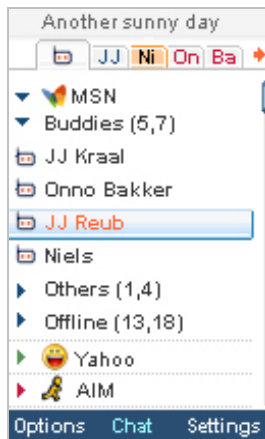 Another sunny day
JJ Ni On Ba
MSN
Buddies (5,7)
JJ Kraal
Onno Bakker
JJ Reub
Niels
Others (1,4)
Offline (13,18)
Yahoo
AIM
Options Chat Settings